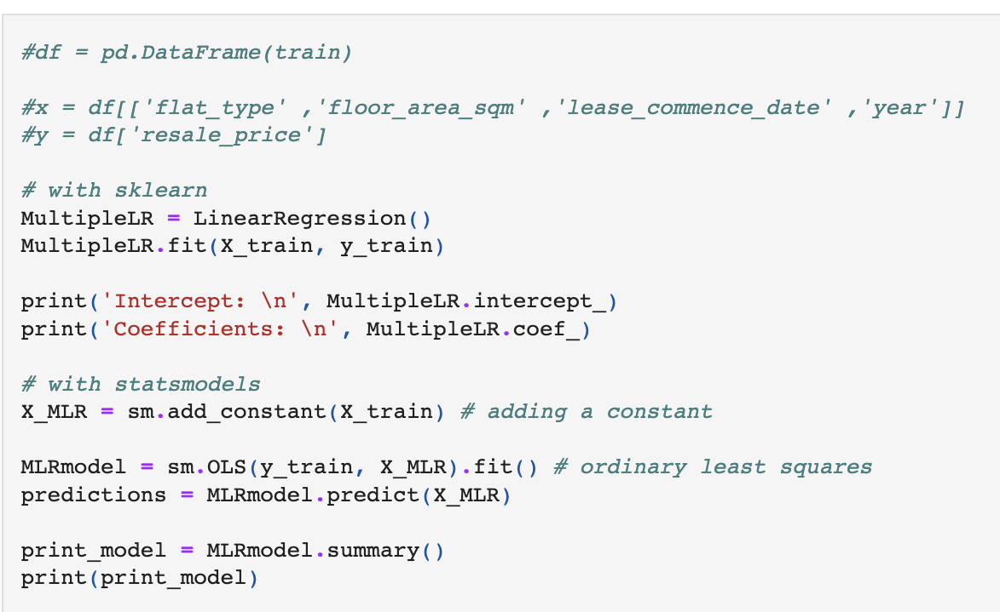 #df = pd.DataFrame(train)
#x = df[['flat_type' ,'floor_area_sqm' ,'lease_commence_date' ,'year']]
#y = df['resale_price']
# with sklearn
MultipleLR = LinearRegression()
MultipleLR.fit(X_train, y_train)
print('Intercept: \n', MultipleLR.intercept_)
print('Coefficients: \n', MultipleLR.coef_)
# with statsmodels
X_MLR = sm.add_constant(X_train) # adding a constant
MLRmodel = sm.OLS(y_train, X_MLR).fit() # ordinary least squares
predictions = MLRmodel.predict(X_MLR)
print_model = MLRmodel.summary()
print(print_model)